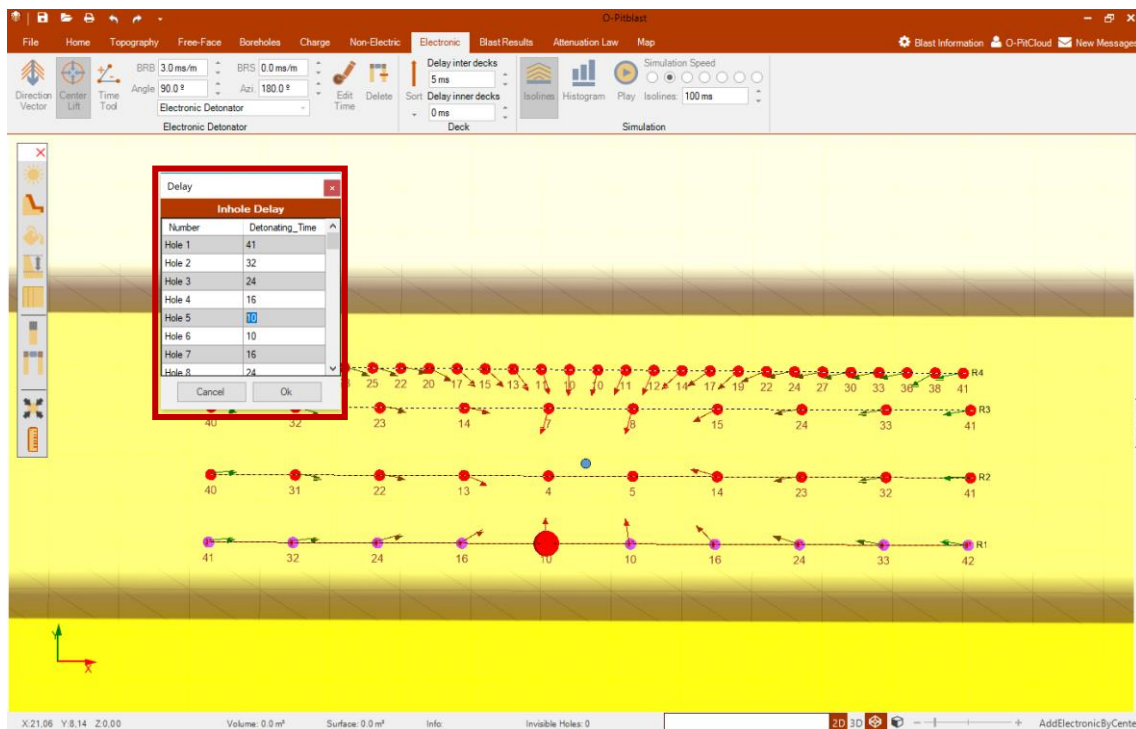 O-Pitblast
File Home Topography Free-Face Boreholes Charge Non-Electric Electronic Blast Results Attenuation Law Map Blast Information O-PitCloud New Messages
Direction Vector
Center Lift
Time Tool
BRB 3.0 ms/m BRS 0.0 ms/m
Angle 90.0 º Azi. 180.0 º
Electronic Detonator
Edit Time
Delete
Electronic Detonator
Sort
Delay inter decks
5 ms
Delay inner decks
0 ms
Deck
Isolines
Histogram
Play
Simulation Speed
Isolines: 100 ms
Simulation
Delay
Inhole Delay
Number Detonating_Time
Hole 1 41
Hole 2 32
Hole 3 24
Hole 4 16
Hole 5 10
Hole 6 10
Hole 7 16
Hole 8 24
Cancel Ok
R4
25 22 20 17 15 13 11 10 10 11 12 14 17 19 22 24 27 30 33 36 38 41
R3
40 32 23 14 7 8 15 24 33 41
R2
40 31 22 13 4 5 14 23 32 41
R1
41 32 24 16 10 10 16 24 33 42
Y
X
X:21,06 Y:8,14 Z:0,00 Volume: 0.0 m³ Surface: 0.0 m² Info: Invisible Holes: 0 2D 3D AddElectronicByCente